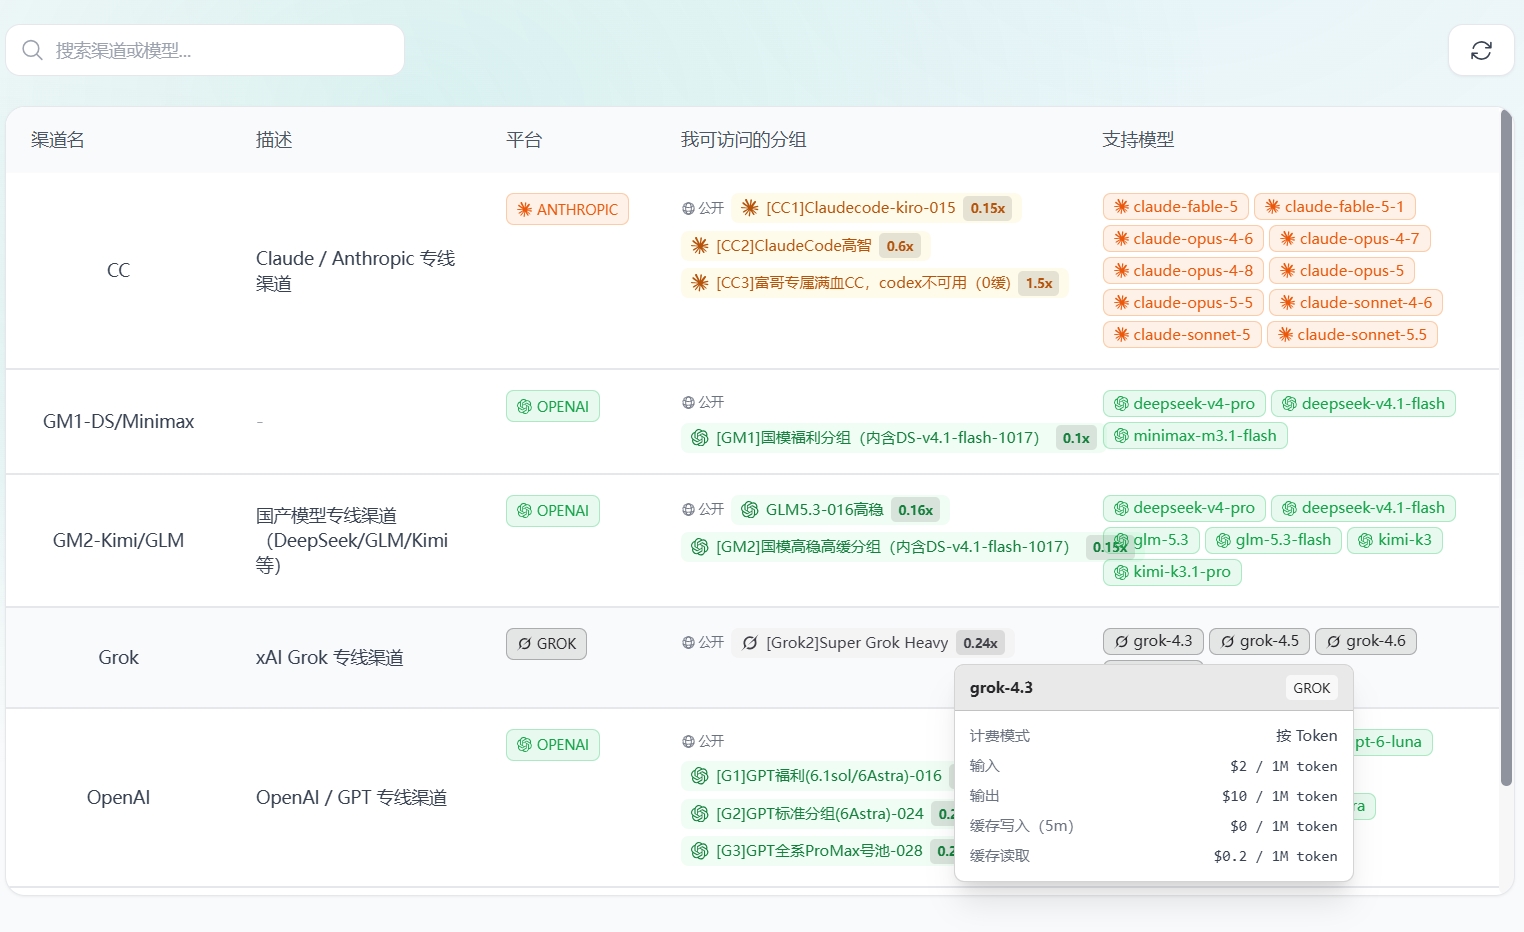 搜索渠道或模型...
渠道名 描述 平台 我可访问的分组 支持模型
CC
Claude / Anthropic 专线
渠道
ANTHROPIC
公开 [CC1]Claudecode-kiro-015 0.15x
[CC2]ClaudeCode高智 0.6x
[CC3]富哥专属满血CC，codex不可用（0缓） 1.5x
claude-fable-5 claude-fable-5-1
claude-opus-4-6 claude-opus-4-7
claude-opus-4-8 claude-opus-5
claude-opus-5-5 claude-sonnet-4-6
claude-sonnet-5 claude-sonnet-5.5
GM1-DS/Minimax
-
OPENAI
公开
[GM1]国模福利分组（内含DS-v4.1-flash-1017） 0.1x
deepseek-v4-pro deepseek-v4.1-flash
minimax-m3.1-flash
GM2-Kimi/GLM
国产模型专线渠道
（DeepSeek/GLM/Kimi
等）
OPENAI
公开 GLM5.3-016高稳 0.16x
[GM2]国模高稳高缓分组（内含DS-v4.1-flash-1017） 0.15x
deepseek-v4-pro deepseek-v4.1-flash
glm-5.3 glm-5.3-flash kimi-k3
kimi-k3.1-pro
Grok
xAI Grok 专线渠道
GROK
公开 [Grok2]Super Grok Heavy 0.24x
grok-4.3 grok-4.5 grok-4.6
OpenAI
OpenAI / GPT 专线渠道
OPENAI
公开
[G1]GPT福利(6.1sol/6Astra)-016
[G2]GPT标准分组(6Astra)-024 0.2
[G3]GPT全系ProMax号池-028 0.2
pt-6-luna
ra
grok-4.3 GROK
计费模式 按 Token
输入 $2 / 1M token
输出 $10 / 1M token
缓存写入（5m） $0 / 1M token
缓存读取 $0.2 / 1M token